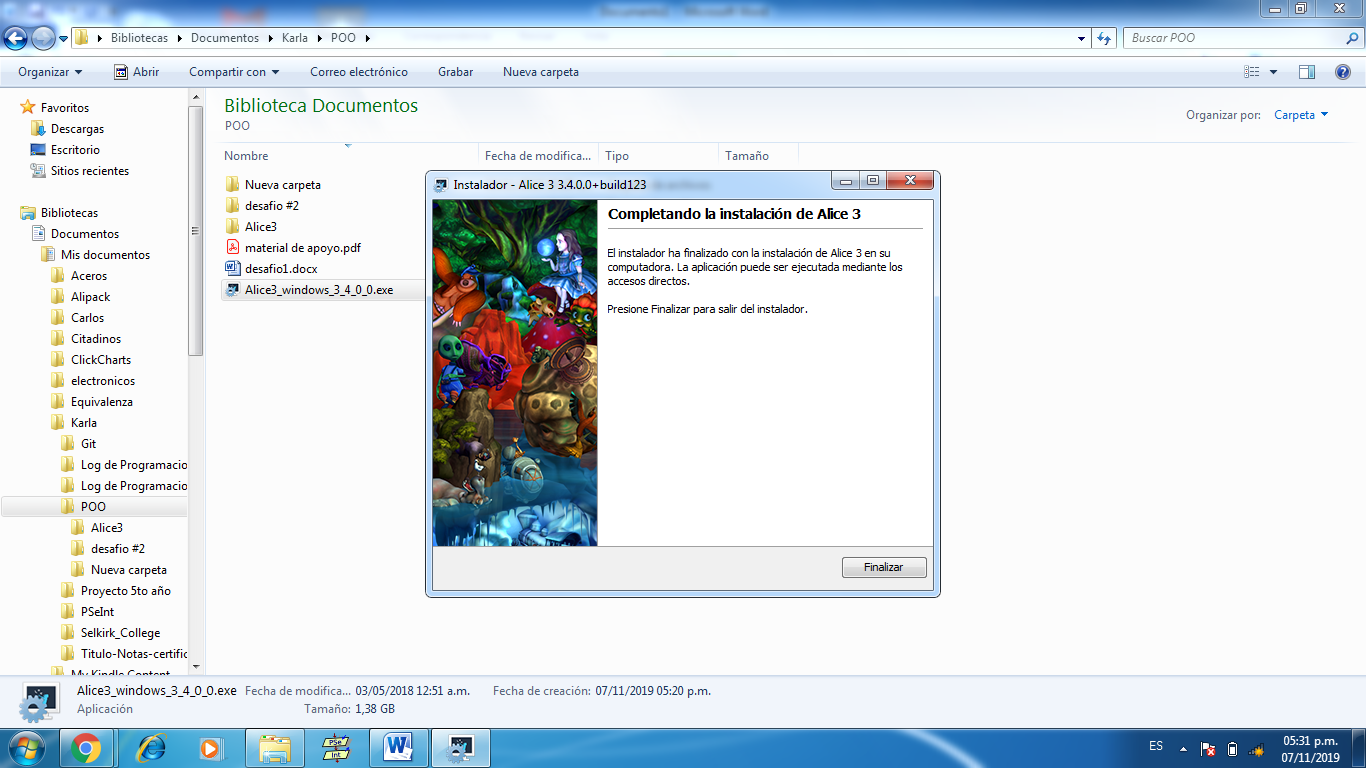 Bibliotecas Documentos Karla POO
Buscar POO
Organizar Abrir Compartir con Correo electrónico Grabar Nueva carpeta
Favoritos
Descargas
Escritorio
Sitios recientes
Bibliotecas
Documentos
Mis documentos
Aceros
Alipack
Carlos
Citadinos
ClickCharts
electronicos
Equivalenza
Karla
Git
Log de Programacio
Log de Programacio
POO
Alice3
desafio #2
Nueva carpeta
Proyecto 5to año
PSeInt
Selkirk_College
Titulo-Notas-certific
My Kindle Content
Biblioteca Documentos
POO
Organizar por: Carpeta
Nombre Fecha de modifica... Tipo Tamaño
Nueva carpeta
desafio #2
Alice3
material de apoyo.pdf
desafio1.docx
Alice3_windows_3_4_0_0.exe
Instalador - Alice 3 3.4.0.0+build123
Completando la instalación de Alice 3
El instalador ha finalizado con la instalación de Alice 3 en su
computadora. La aplicación puede ser ejecutada mediante los
accesos directos.
Presione Finalizar para salir del instalador.
Finalizar
Alice3_windows_3_4_0_0.exe Fecha de modifica... 03/05/2018 12:51 a.m. Fecha de creación: 07/11/2019 05:20 p.m.
Aplicación Tamaño: 1,38 GB
PSe
Int
ES
05:31 p.m.
07/11/2019